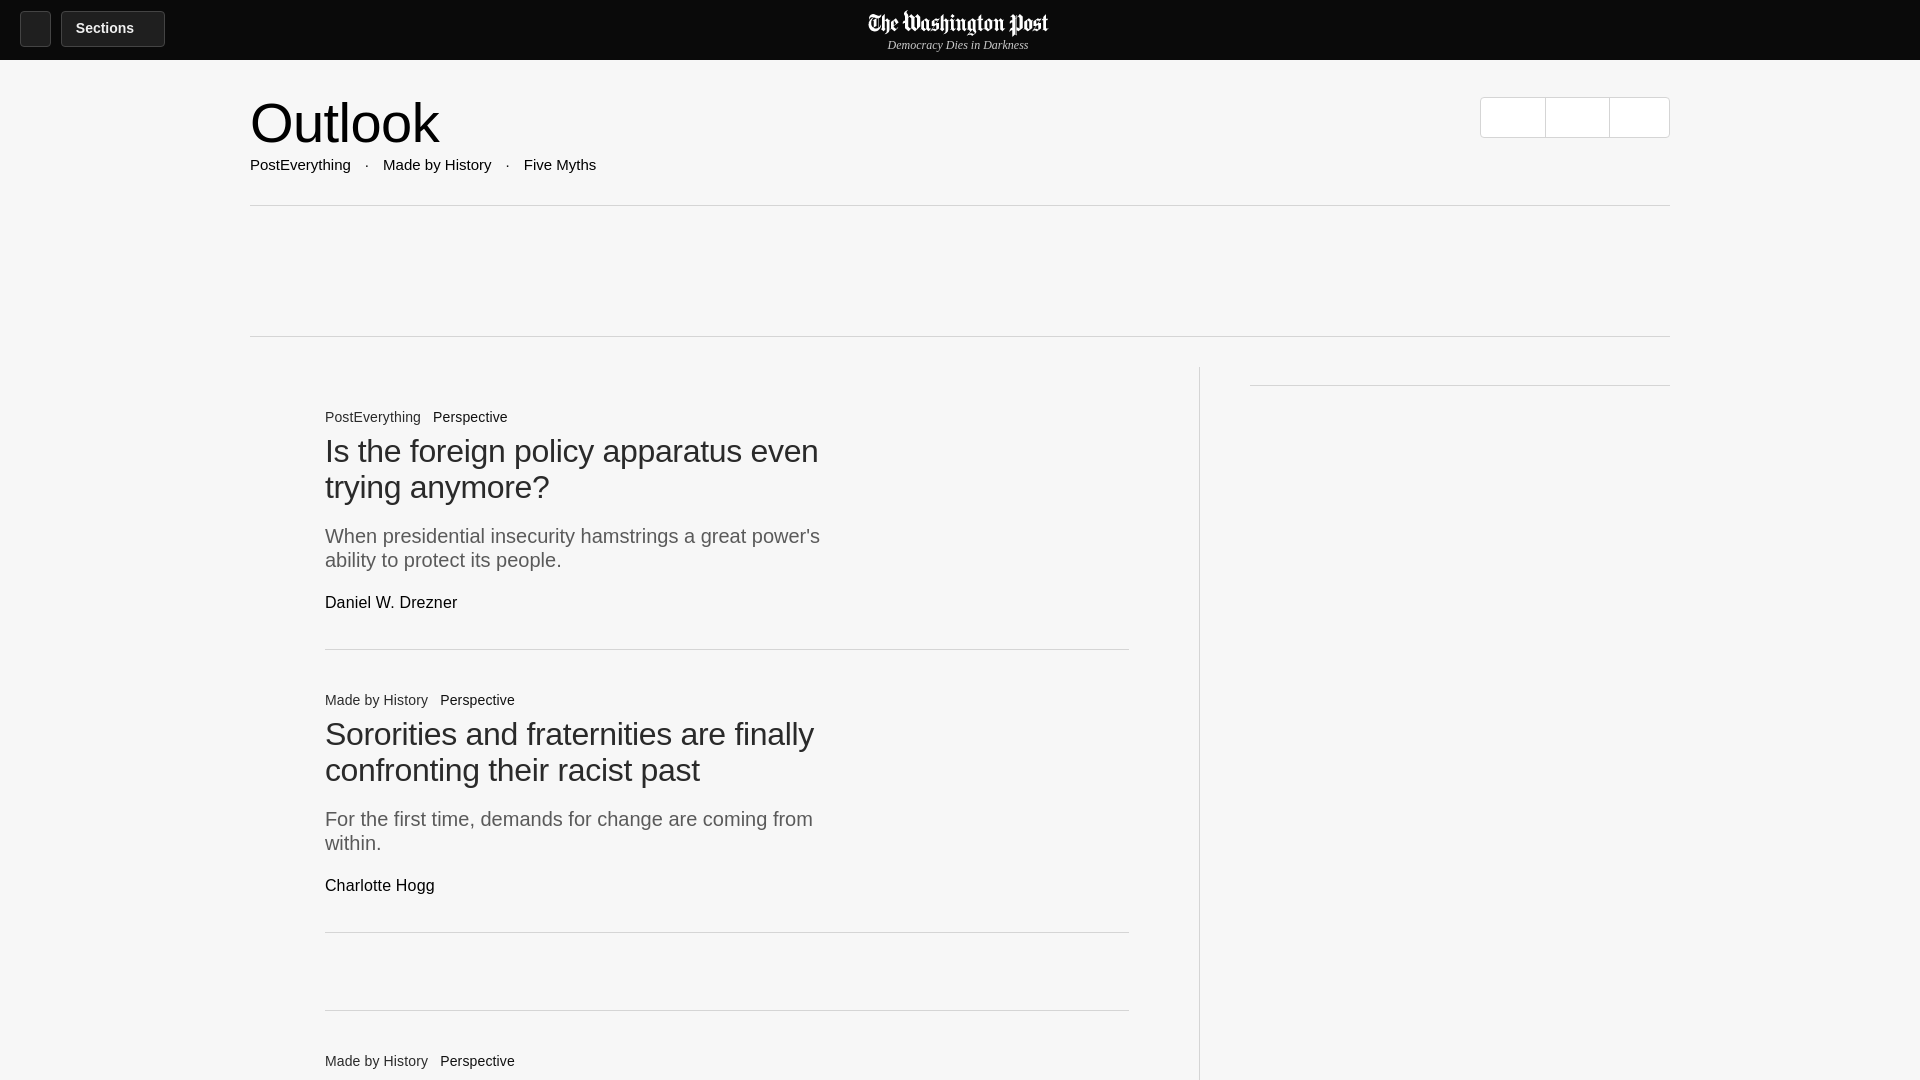 Sections
The Washington Post
Democracy Dies in Darkness
Outlook
PostEverything · Made by History · Five Myths
PostEverything Perspective
Is the foreign policy apparatus even
trying anymore?
When presidential insecurity hamstrings a great power's
ability to protect its people.
Daniel W. Drezner
Made by History Perspective
Sororities and fraternities are finally
confronting their racist past
For the first time, demands for change are coming from
within.
Charlotte Hogg
Made by History Perspective